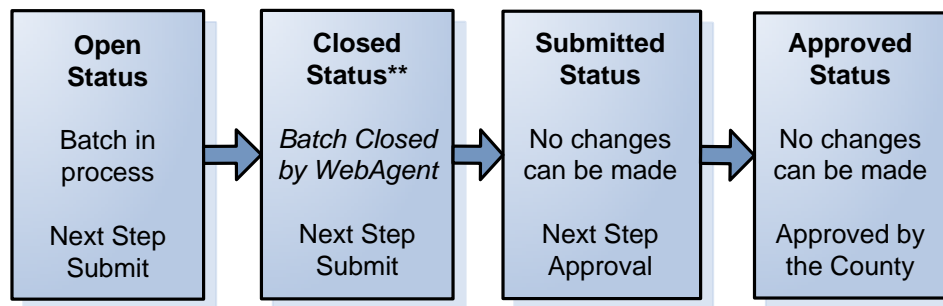 Open
Status
Batch in
process
Next Step
Submit
Closed
Status**
Batch Closed
by WebAgent
Next Step
Submit
Submitted
Status
No changes
can be made
Next Step
Approval
Approved
Status
No changes
can be made
Approved by
the County